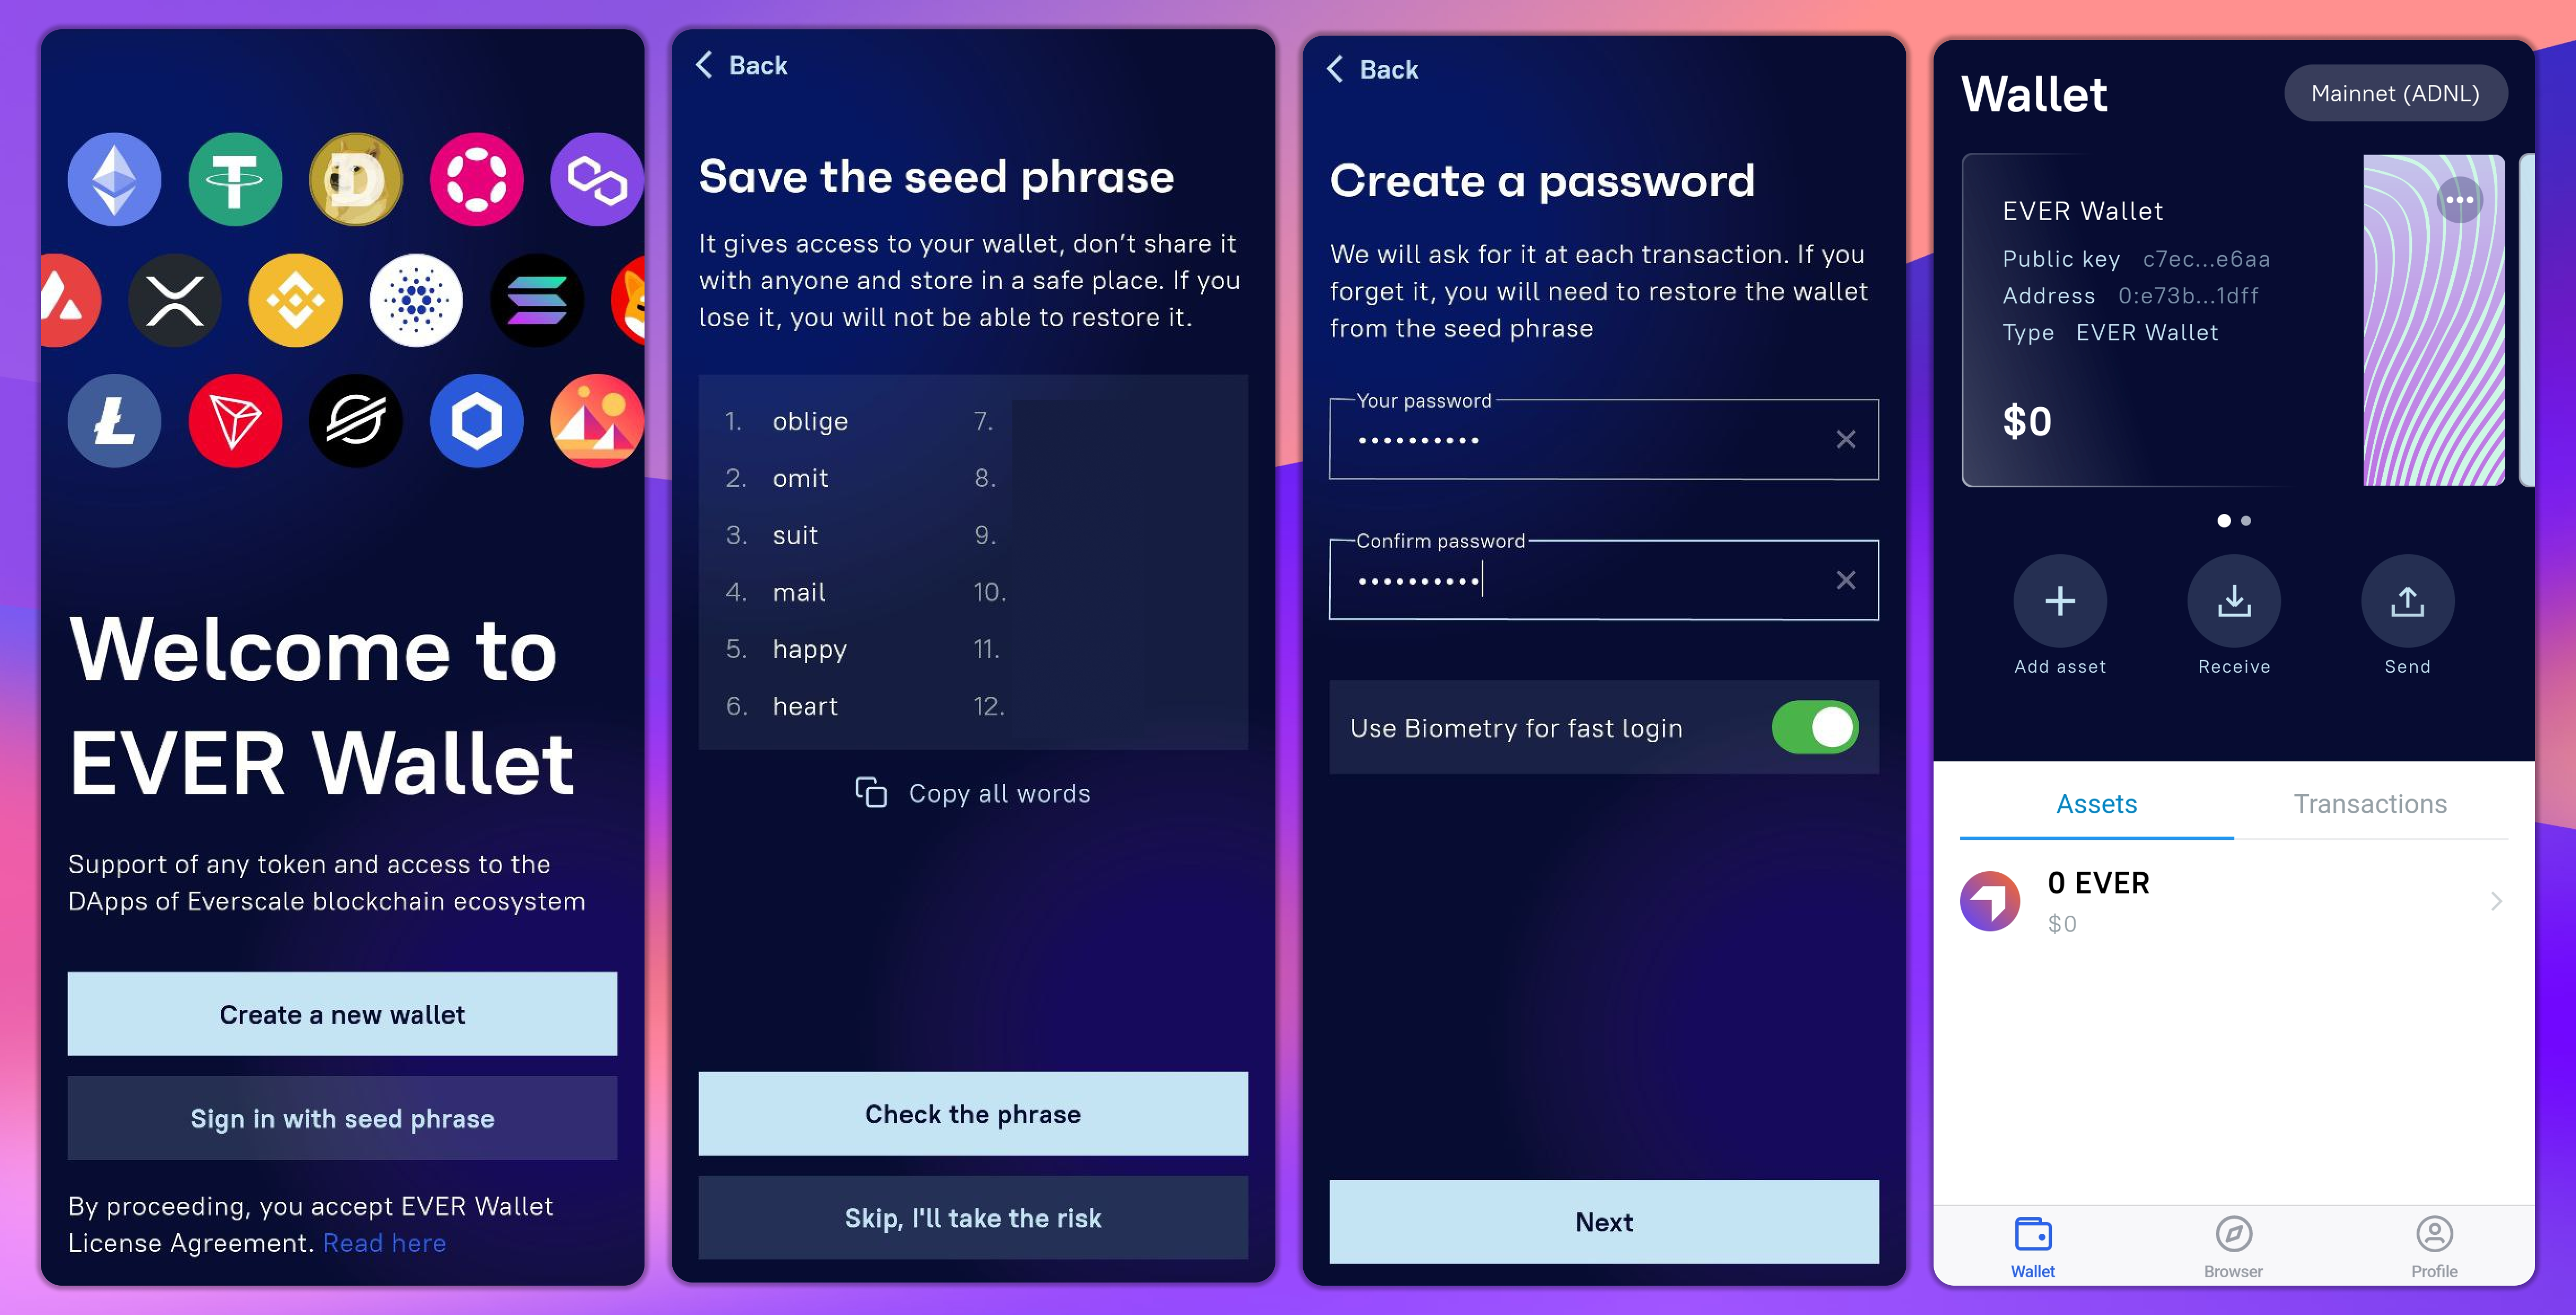 Welcome to
EVER Wallet
Support of any token and access to the
DApps of Everscale blockchain ecosystem
Create a new wallet
Sign in with seed phrase
By proceeding, you accept EVER Wallet
License Agreement. Read here
Back
Save the seed phrase
It gives access to your wallet, don’t share it
with anyone and store in a safe place. If you
lose it, you will not be able to restore it.
1. oblige
2. omit
3. suit
4. mail
5. happy
6. heart
7.
8.
9.
10.
11.
12.
Copy all words
Check the phrase
Skip, I'll take the risk
Back
Create a password
We will ask for it at each transaction. If you
forget it, you will need to restore the wallet
from the seed phrase
Your password
••••••••••
Confirm password
••••••••••
Use Biometry for fast login
Next
Wallet
Mainnet (ADNL)
EVER Wallet
Public key c7ec...e6aa
Address 0:e73b...1dff
Type EVER Wallet
$0
Add asset
Receive
Send
Assets
Transactions
0 EVER
$0
Wallet
Browser
Profile